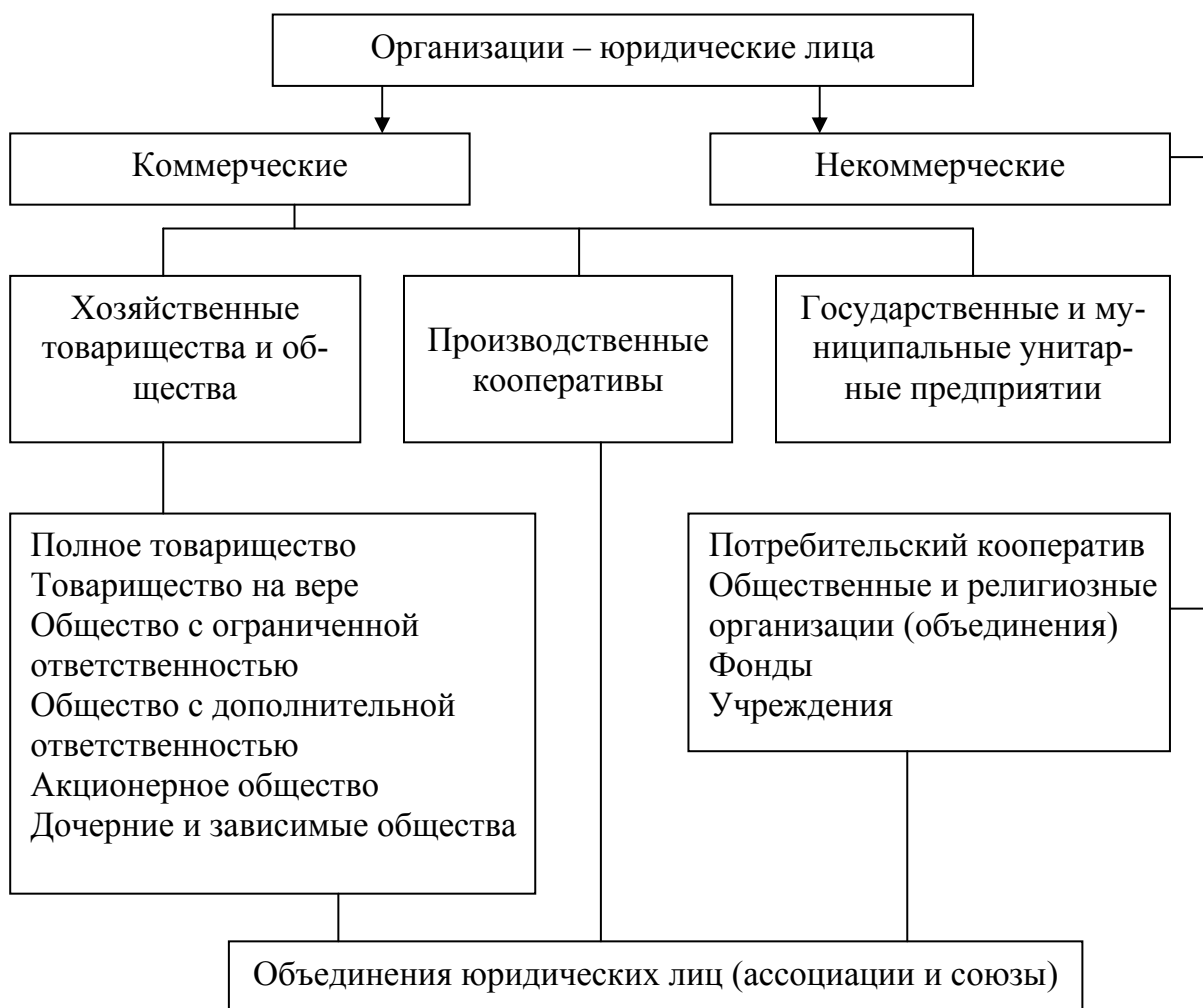 Организации – юридические лица
Коммерческие
Некоммерческие
Хозяйственные
товарищества и об-
щества
Производственные
кооперативы
Государственные и му-
ниципальные унитар-
ные предприятии
Полное товарищество
Товарищество на вере
Общество с ограниченной
ответственностью
Общество с дополнительной
ответственностью
Акционерное общество
Дочерние и зависимые общества
Потребительский кооператив
Общественные и религиозные
организации (объединения)
Фонды
Учреждения
Объединения юридических лиц (ассоциации и союзы)